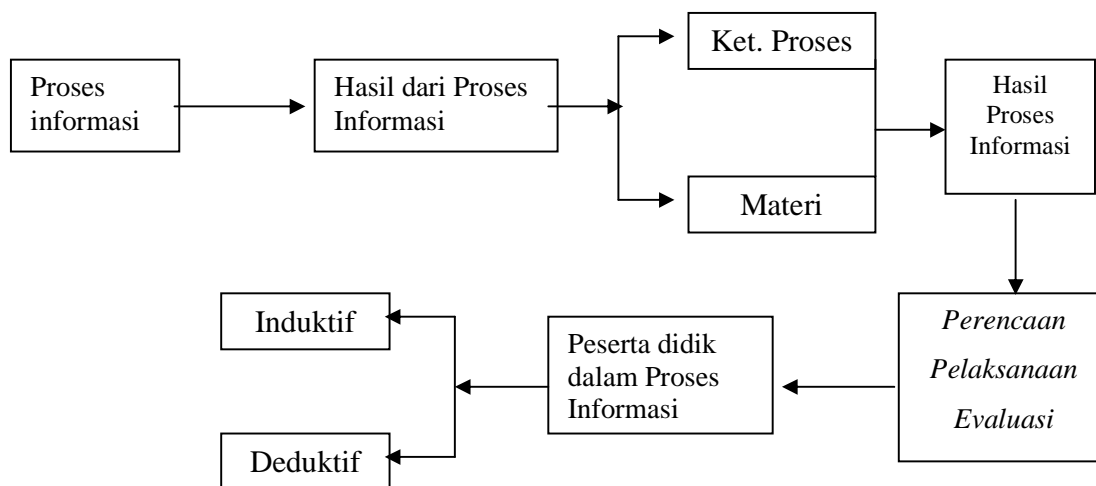 Proses
informasi
Hasil dari Proses
Informasi
Ket. Proses
Materi
Hasil
Proses
Informasi
Perencaan
Pelaksanaan
Evaluasi
Peserta didik
dalam Proses
Informasi
Induktif
Deduktif